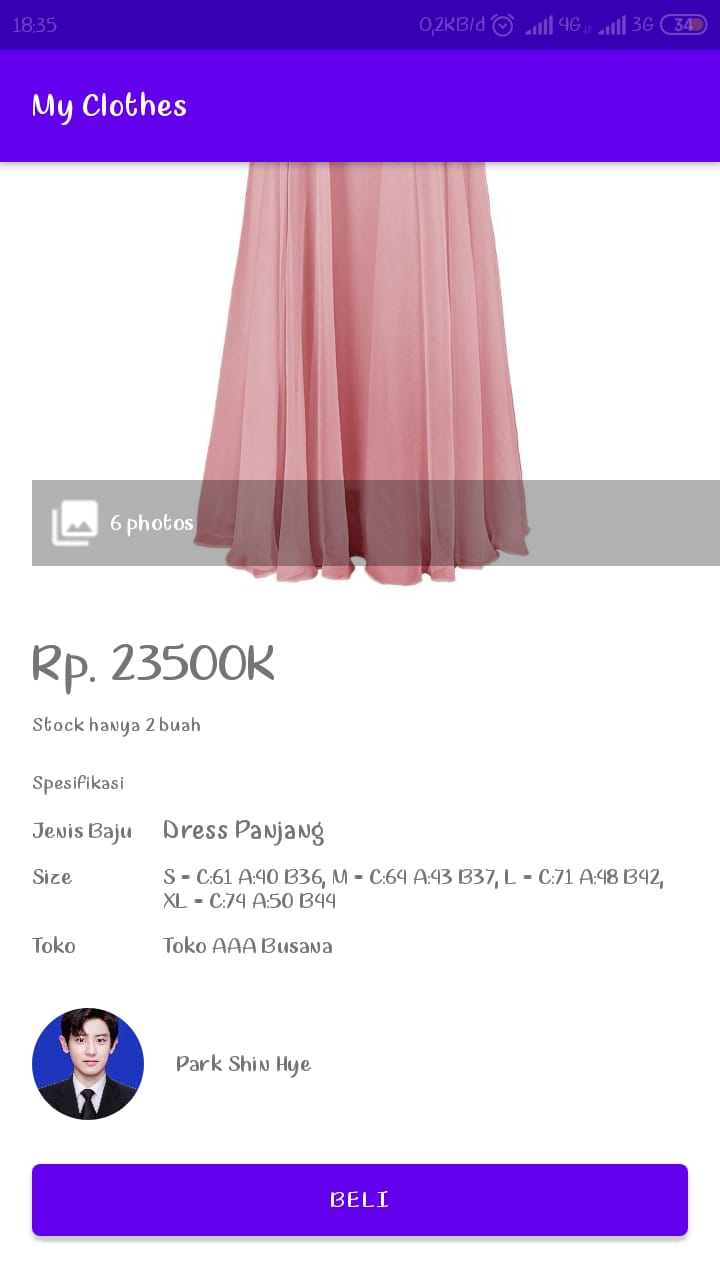 18:35 0,2KB/d 4G 3G 34
My Clothes
6 photos
Rp. 23500K
Stock hanya 2 buah
Spesifikasi
Jenis Baju Dress Panjang
Size S = C:61 A:40 B36, M = C:64 A:43 B37, L = C:71 A:48 B42,
XL = C:74 A:50 B44
Toko Toko AAA Busana
Park Shin Hye
BELI